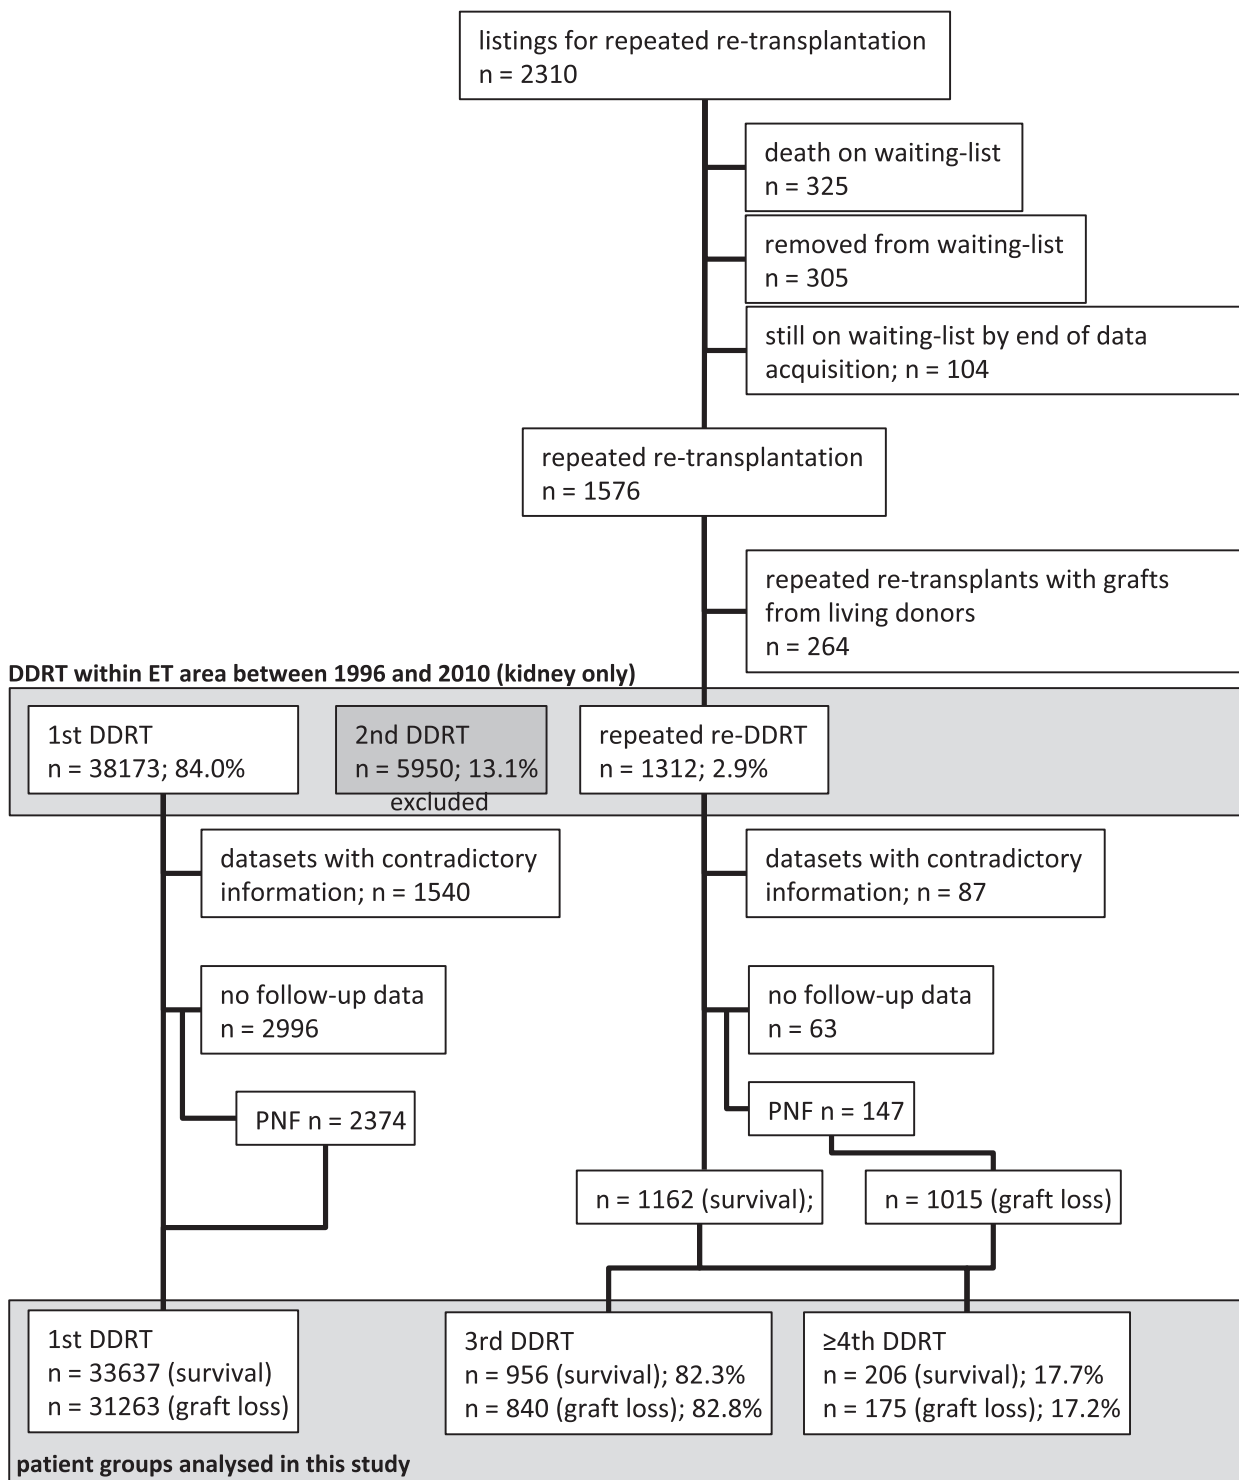 listings for repeated re-transplantation
n = 2310
death on waiting-list
n = 325
removed from waiting-list
n = 305
still on waiting-list by end of data
acquisition; n = 104
repeated re-transplantation
n = 1576
repeated re-transplants with grafts
from living donors
n = 264
DDRT within ET area between 1996 and 2010 (kidney only)
1st DDRT
n = 38173; 84.0%
2nd DDRT
n = 5950; 13.1%
excluded
repeated re-DDRT
n = 1312; 2.9%
datasets with contradictory
information; n = 1540
datasets with contradictory
information; n = 87
no follow-up data
n = 2996
no follow-up data
n = 63
PNF n = 2374
PNF n = 147
n = 1162 (survival);
n = 1015 (graft loss)
1st DDRT
n = 33637 (survival)
n = 31263 (graft loss)
3rd DDRT
n = 956 (survival); 82.3%
n = 840 (graft loss); 82.8%
≥4th DDRT
n = 206 (survival); 17.7%
n = 175 (graft loss); 17.2%
patient groups analysed in this study